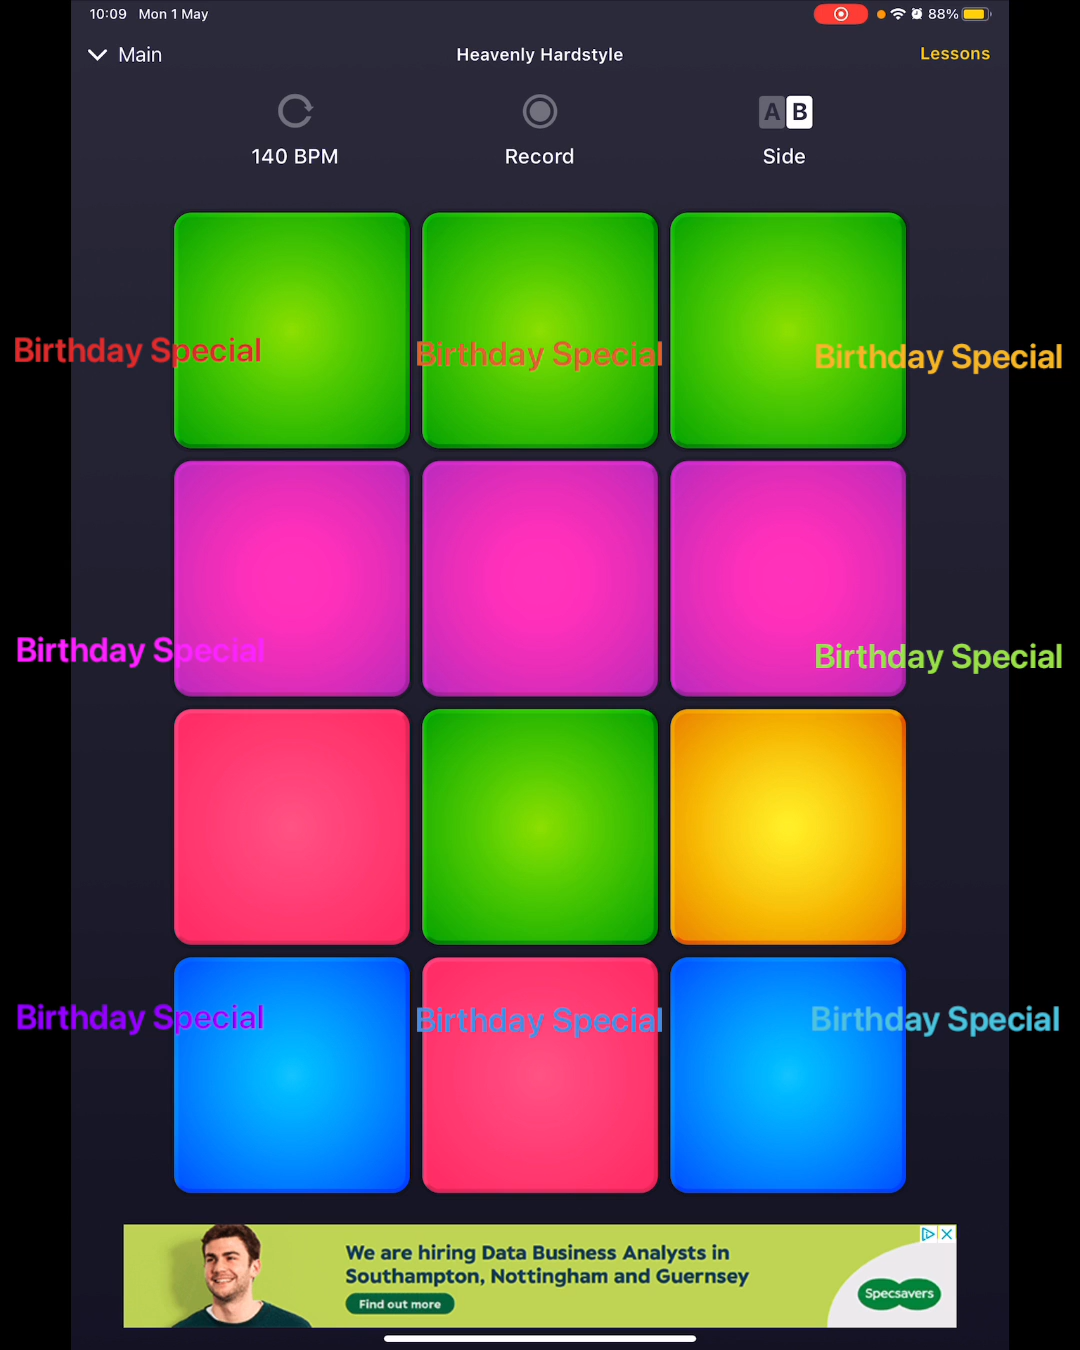 10:09 Mon 1 May
88%
Main
Heavenly Hardstyle
Lessons
A B
140 BPM
Record
Side
Birthday Special
Birthday Special
Birthday Special
Birthday Special
Birthday Special
Birthday Special
Birthday Special
Birthday Special
We are hiring Data Business Analysts in
Southampton, Nottingham and Guernsey
Find out more
Specsavers